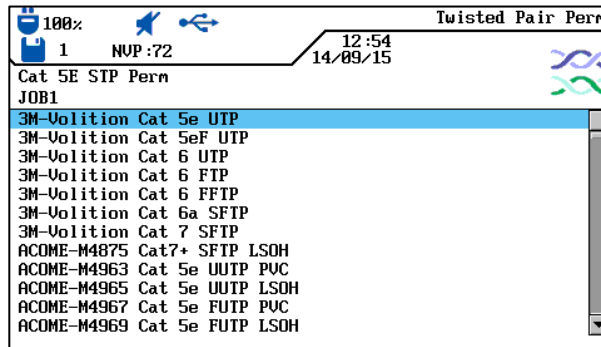 100%
Twisted Pair Perm
1 NVP:72
12:54
14/09/15
Cat 5E STP Perm
JOB1
3M-Volition Cat 5e UTP
3M-Volition Cat 5eF UTP
3M-Volition Cat 6 UTP
3M-Volition Cat 6 FTP
3M-Volition Cat 6 FFTP
3M-Volition Cat 6a SFTP
3M-Volition Cat 7 SFTP
ACOME-M4875 Cat7+ SFTP LSOH
ACOME-M4963 Cat 5e UUTP PVC
ACOME-M4965 Cat 5e UUTP LSOH
ACOME-M4967 Cat 5e FUTP PVC
ACOME-M4969 Cat 5e FUTP LSOH